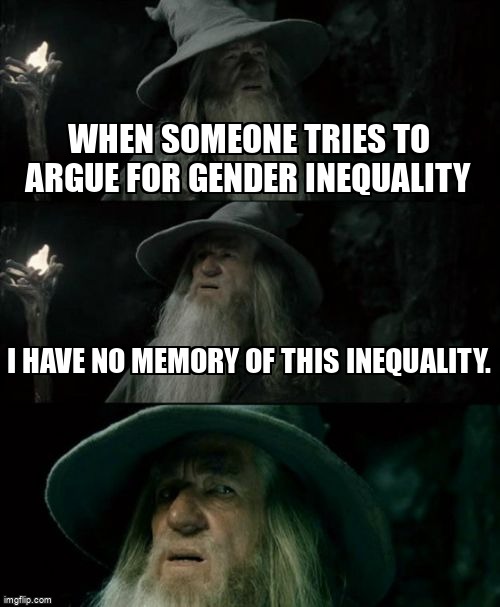 WHEN SOMEONE TRIES TO
ARGUE FOR GENDER INEQUALITY
I HAVE NO MEMORY OF THIS INEQUALITY.
imgflip.com